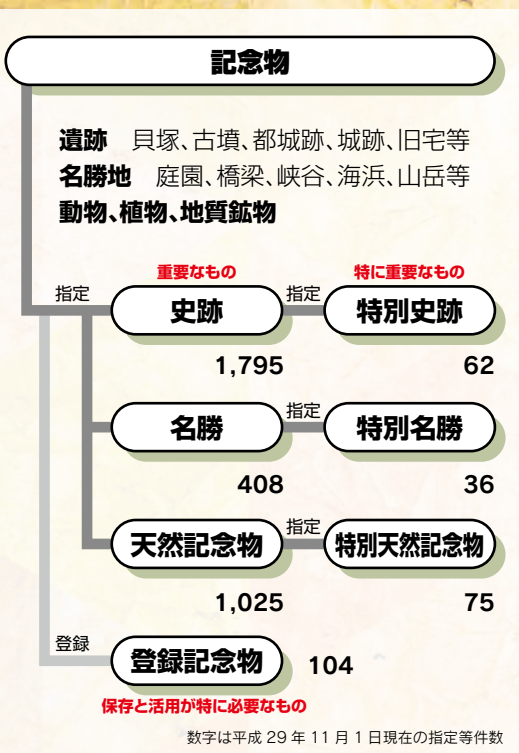 記念物
遺跡　貝塚、古墳、都城跡、城跡、旧宅等
名勝地　庭園、橋梁、峡谷、海浜、山岳等
動物、植物、地質鉱物
重要なもの　特に重要なもの
指定　史跡　指定　特別史跡
1,795　62
名勝　指定　特別名勝
408　36
天然記念物　指定　特別天然記念物
1,025　75
登録　登録記念物　104
保存と活用が特に必要なもの
数字は平成 29 年 11 月 1 日現在の指定等件数